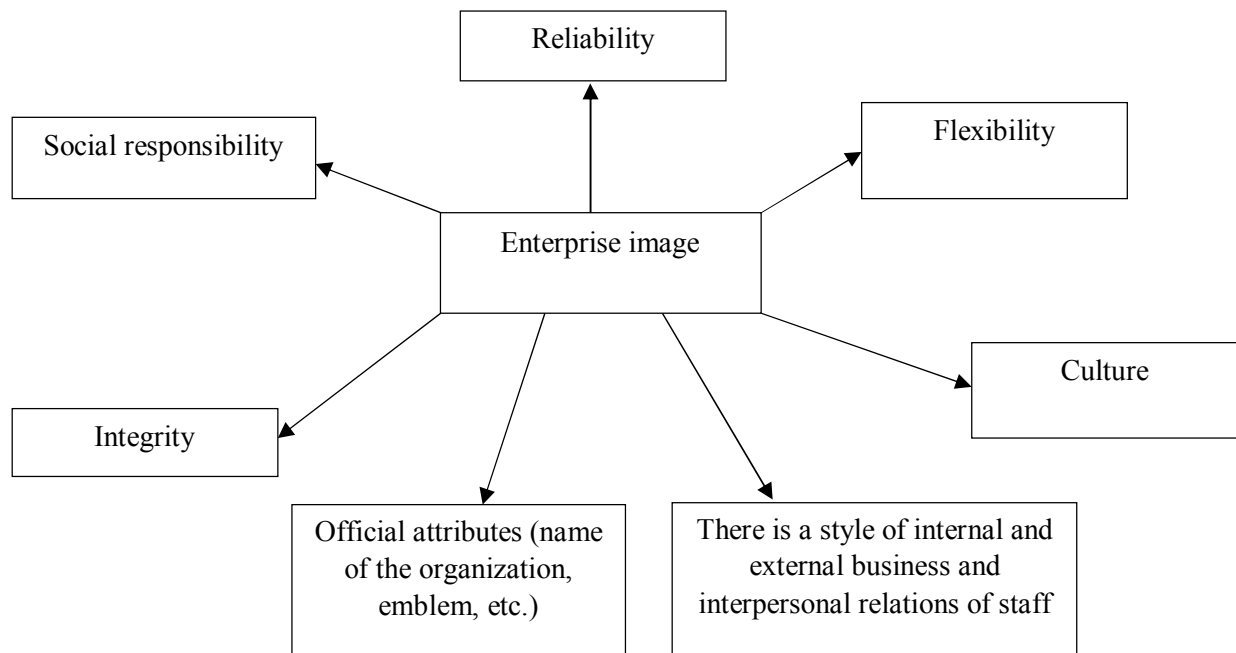 Reliability
Social responsibility
Flexibility
Enterprise image
Culture
Integrity
Official attributes (name
of the organization,
emblem, etc.)
There is a style of internal and
external business and
interpersonal relations of staff